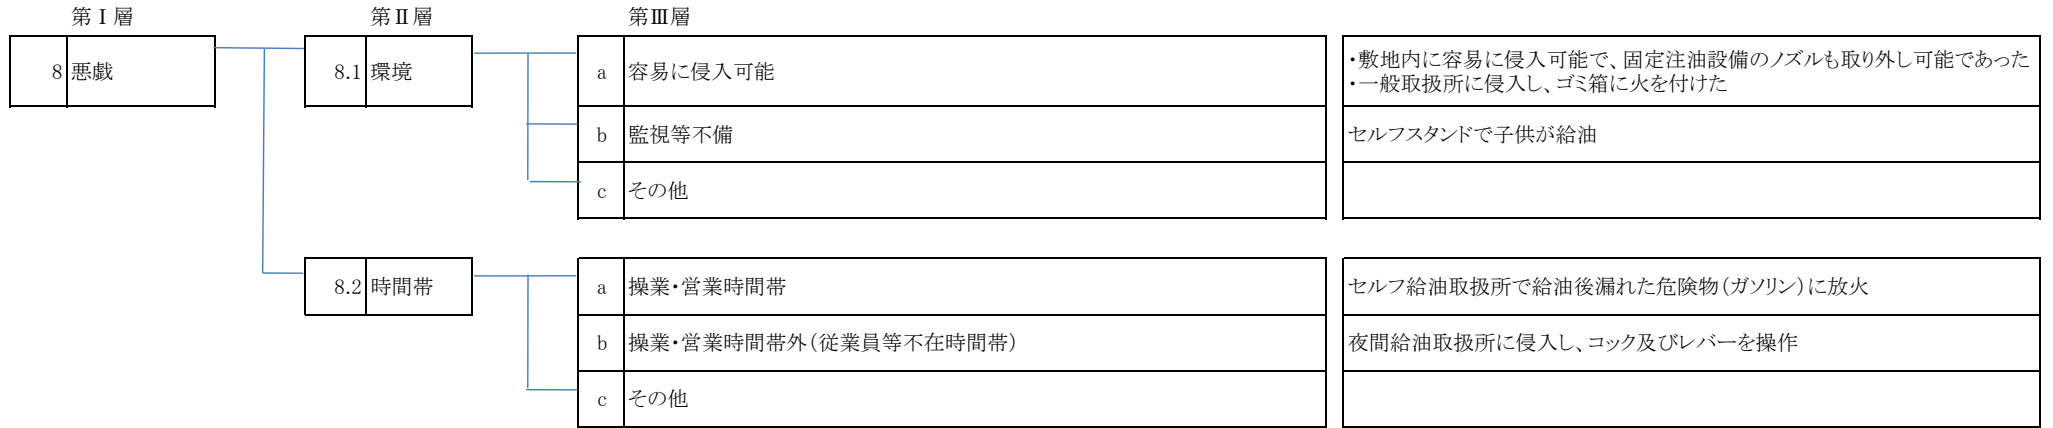 第Ⅰ層 第Ⅱ層 第Ⅲ層
8 悪戯 8.1 環境 a 容易に侵入可能 ・敷地内に容易に侵入可能で、固定注油設備のノズルも取り外し可能であった
・一般取扱所に侵入し、ゴミ箱に火を付けた
b 監視等不備 セルフスタンドで子供が給油
c その他
8.2 時間帯 a 操業・営業時間帯 セルフ給油取扱所で給油後漏れた危険物（ガソリン）に放火
b 操業・営業時間帯外（従業員等不在時間帯） 夜間給油取扱所に侵入し、コック及びレバーを操作
c その他